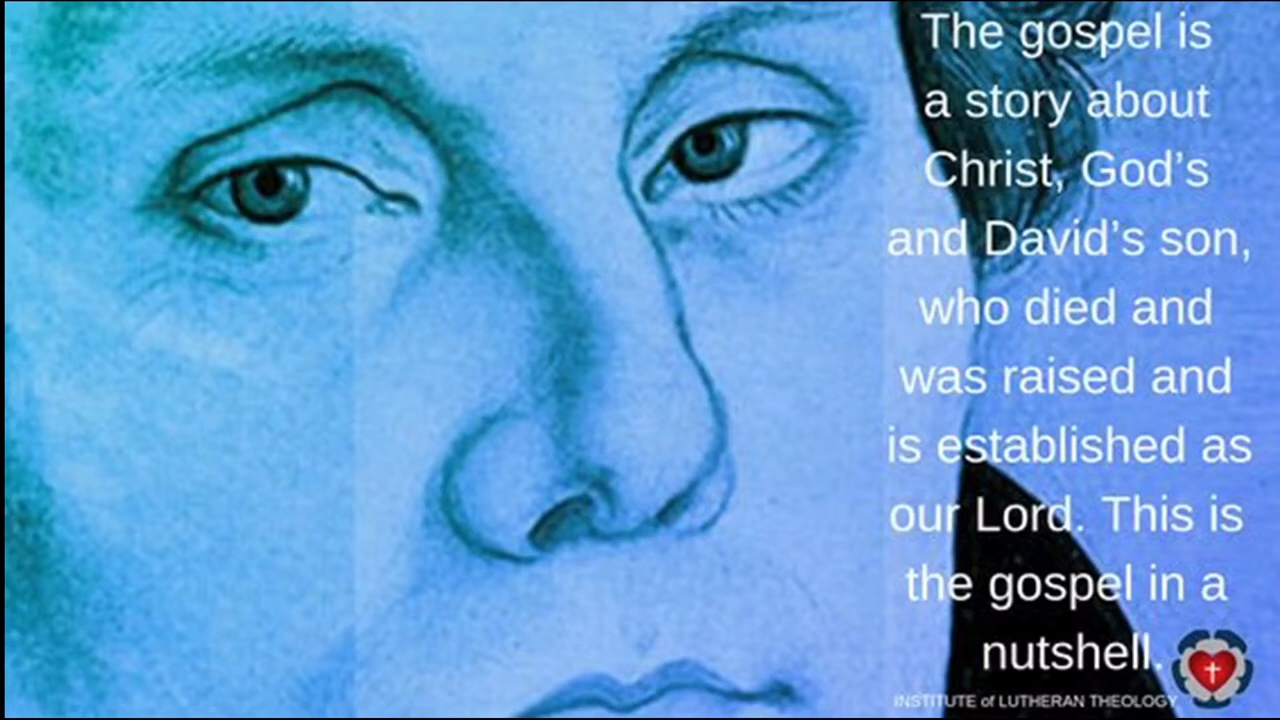 The gospel is
a story about
Christ, God’s
and David’s son,
who died and
was raised and
is established as
our Lord. This is
the gospel in a
nutshell.
INSTITUTE of LUTHERAN THEOLOGY